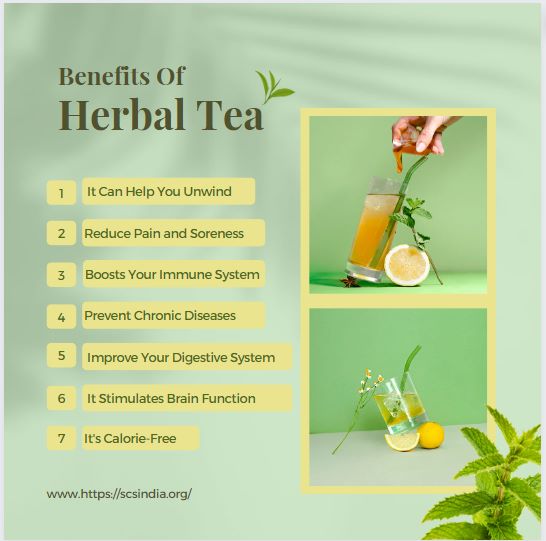 Benefits Of
Herbal Tea
1 It Can Help You Unwind
2 Reduce Pain and Soreness
3 Boosts Your Immune System
4 Prevent Chronic Diseases
5 Improve Your Digestive System
6 It Stimulates Brain Function
7 It's Calorie-Free
www.https://scsindia.org/